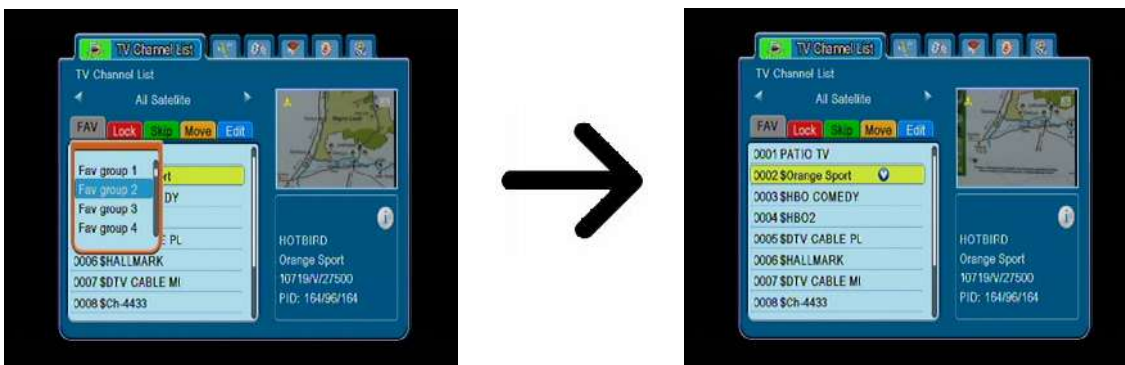 TV Channel List
TV Channel List
All Satellite
FAV Lock Skip Move Edit
Fav group 1
Fav group 2
Fav group 3
Fav group 4
rt
DY
E PL
0006 $HALLMARK
0007 $DTV CABLE MI
0008 $Ch-4433
HOTBIRD
Orange Sport
10719/V/27500
PID: 164/96/164
TV Channel List
TV Channel List
All Satellite
FAV Lock Skip Move Edit
0001 PATIO TV
0002 $Orange Sport
0003 $HBO COMEDY
0004 $HBO2
0005 $DTV CABLE PL
0006 $HALLMARK
0007 $DTV CABLE MI
0008 $Ch-4433
HOTBIRD
Orange Sport
10719/V/27500
PID: 164/96/164